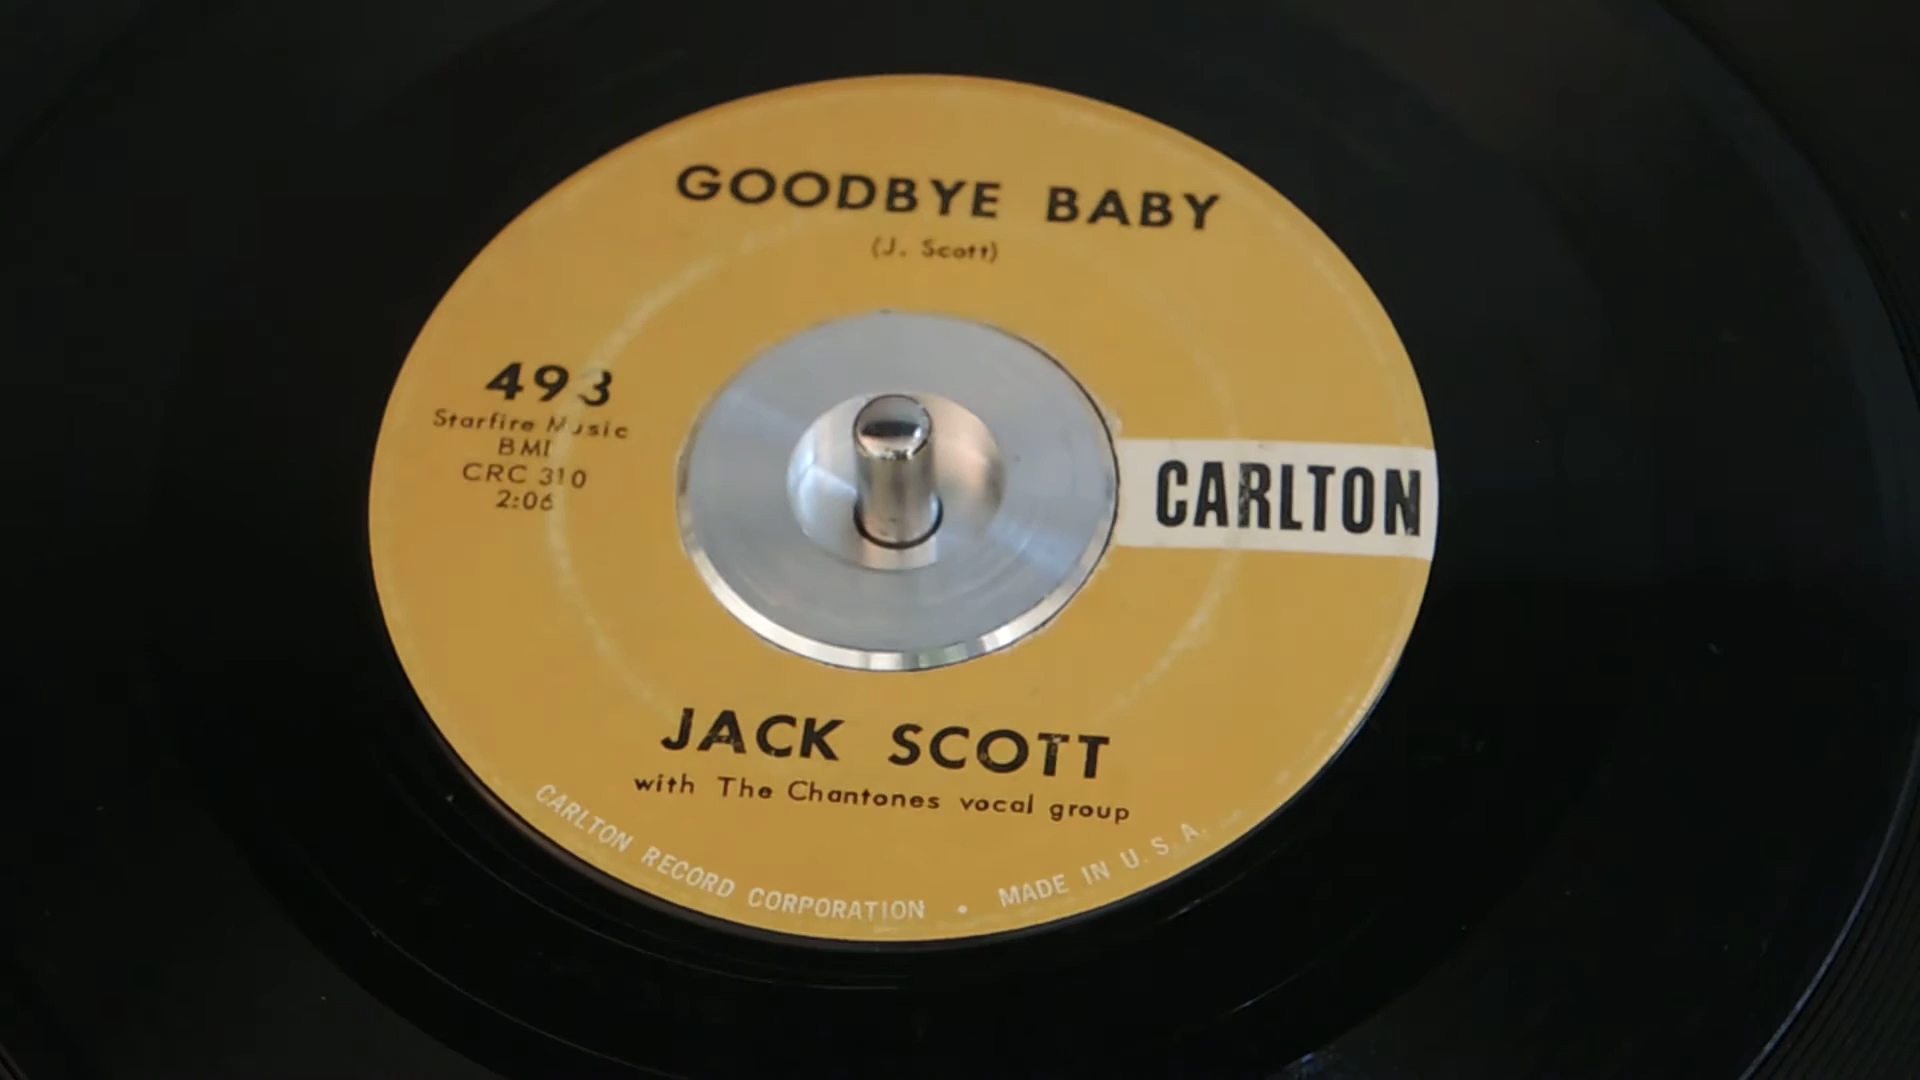 GOODBYE BABY
(J. Scott)
493
Starfire Music
BMI
CRC 310
2:06
CARLTON
JACK SCOTT
with The Chantones vocal group
CARLTON RECORD CORPORATION • MADE IN U.S.A.